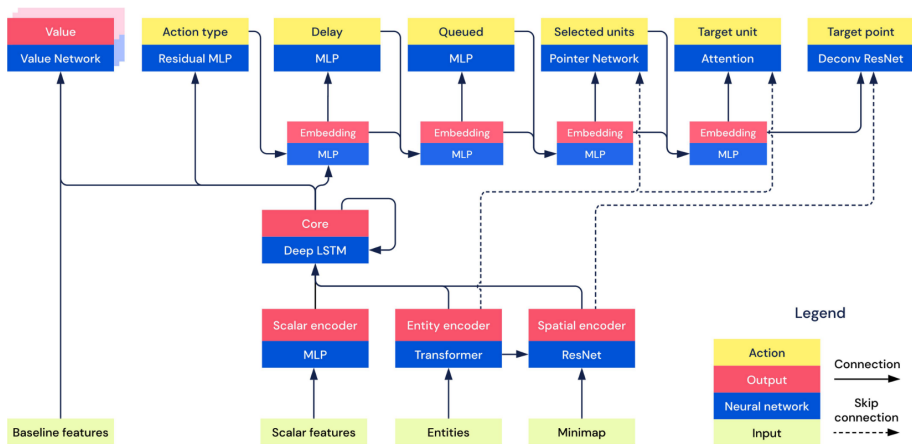 Value
Value Network
Action type
Residual MLP
Delay
MLP
Queued
MLP
Selected units
Pointer Network
Target unit
Attention
Target point
Deconv ResNet
Embedding
MLP
Embedding
MLP
Embedding
MLP
Embedding
MLP
Core
Deep LSTM
Scalar encoder
MLP
Entity encoder
Transformer
Spatial encoder
ResNet
Baseline features
Scalar features
Entities
Minimap
Legend
Action
Output
Neural network
Input
Connection
Skip
connection